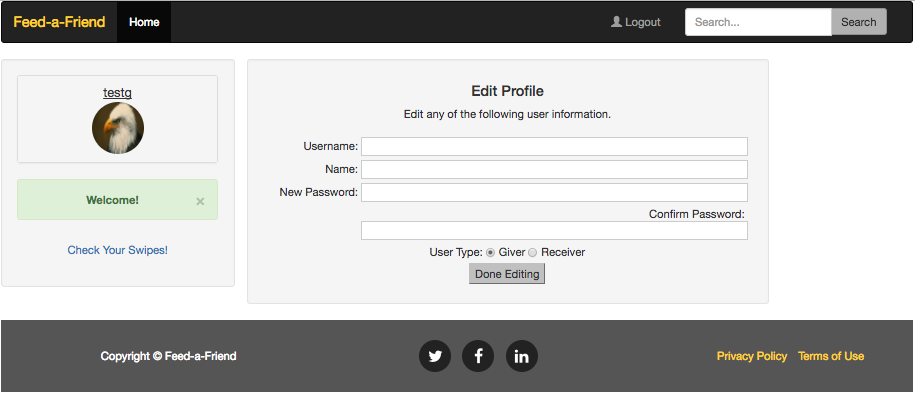 Feed-a-Friend Home Logout Search... Search
testg
Welcome! ×
Check Your Swipes!
Edit Profile
Edit any of the following user information.
Username:
Name:
New Password:
Confirm Password:
User Type: Giver Receiver
Done Editing
Copyright © Feed-a-Friend Privacy Policy Terms of Use